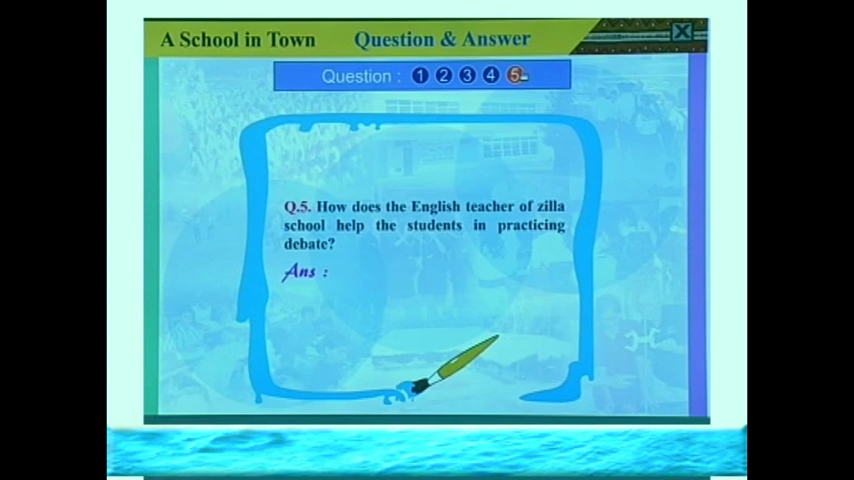 A School in Town Question & Answer
Question : 1 2 3 4 5
Q.5. How does the English teacher of zilla
school help the students in practicing
debate?
Ans :